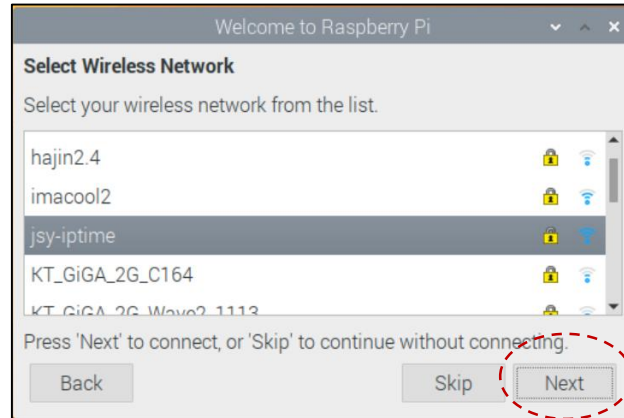 Welcome to Raspberry Pi
Select Wireless Network
Select your wireless network from the list.
hajin2.4
imacool2
jsy-iptime
KT_GiGA_2G_C164
KT_GiGA_2G_Wave2_1113
Press 'Next' to connect, or 'Skip' to continue without connecting.
Back Skip Next